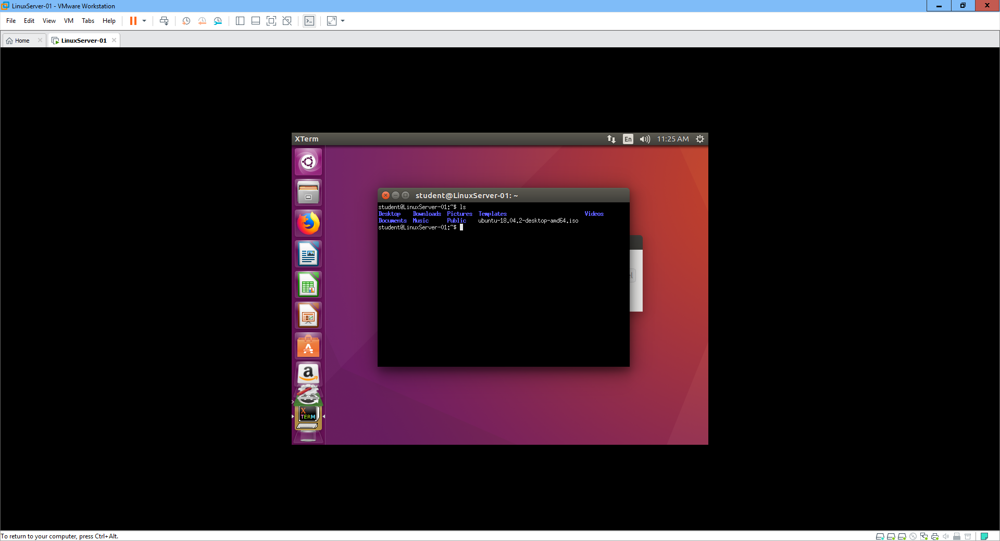 LinuxServer-01 - VMware Workstation
File Edit View VM Tabs Help
Home LinuxServer-01
XTerm En 11:25 AM
student@LinuxServer-01: ~
student@LinuxServer-01:~$ ls
Desktop Downloads Pictures Templates Videos
Documents Music Public ubuntu-18.04.2-desktop-amd64.iso
student@LinuxServer-01:~$
a
X
TERM
To return to your computer, press Ctrl+Alt.